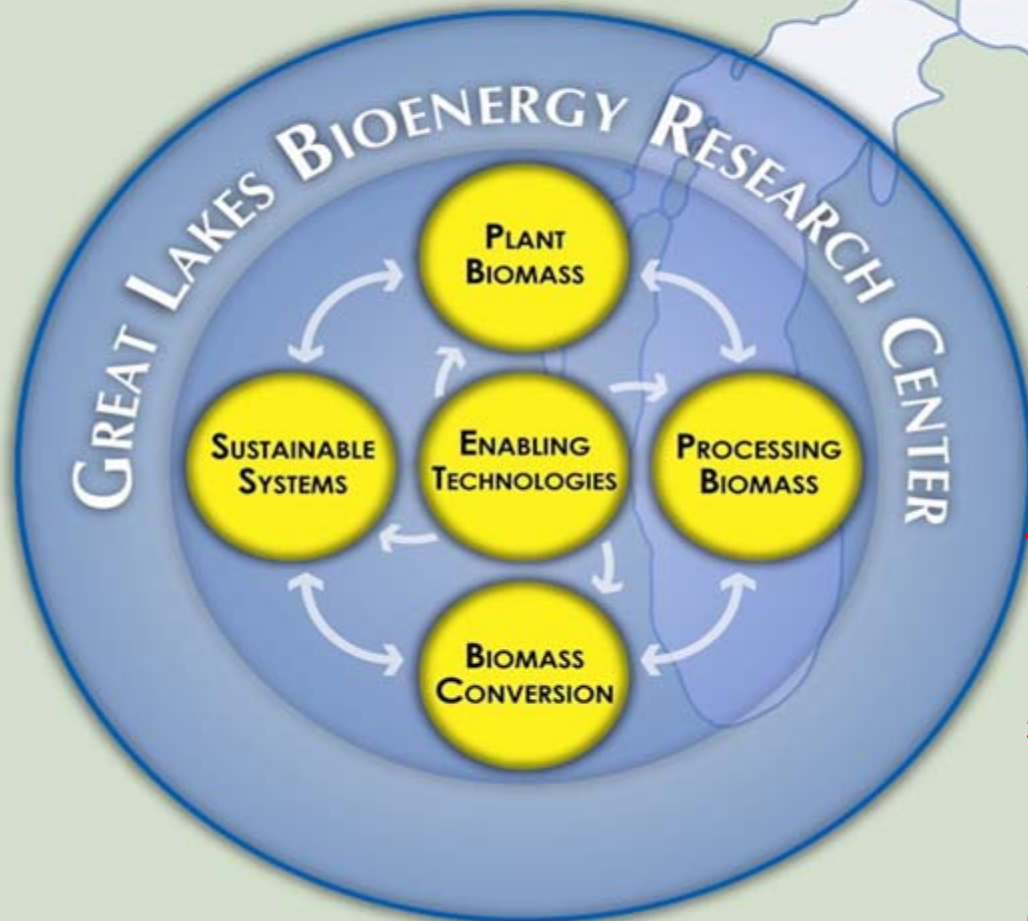 GREAT LAKES BIOENERGY RESEARCH CENTER
PLANT
BIOMASS
SUSTAINABLE
SYSTEMS
ENABLING
TECHNOLOGIES
PROCESSING
BIOMASS
BIOMASS
CONVERSION